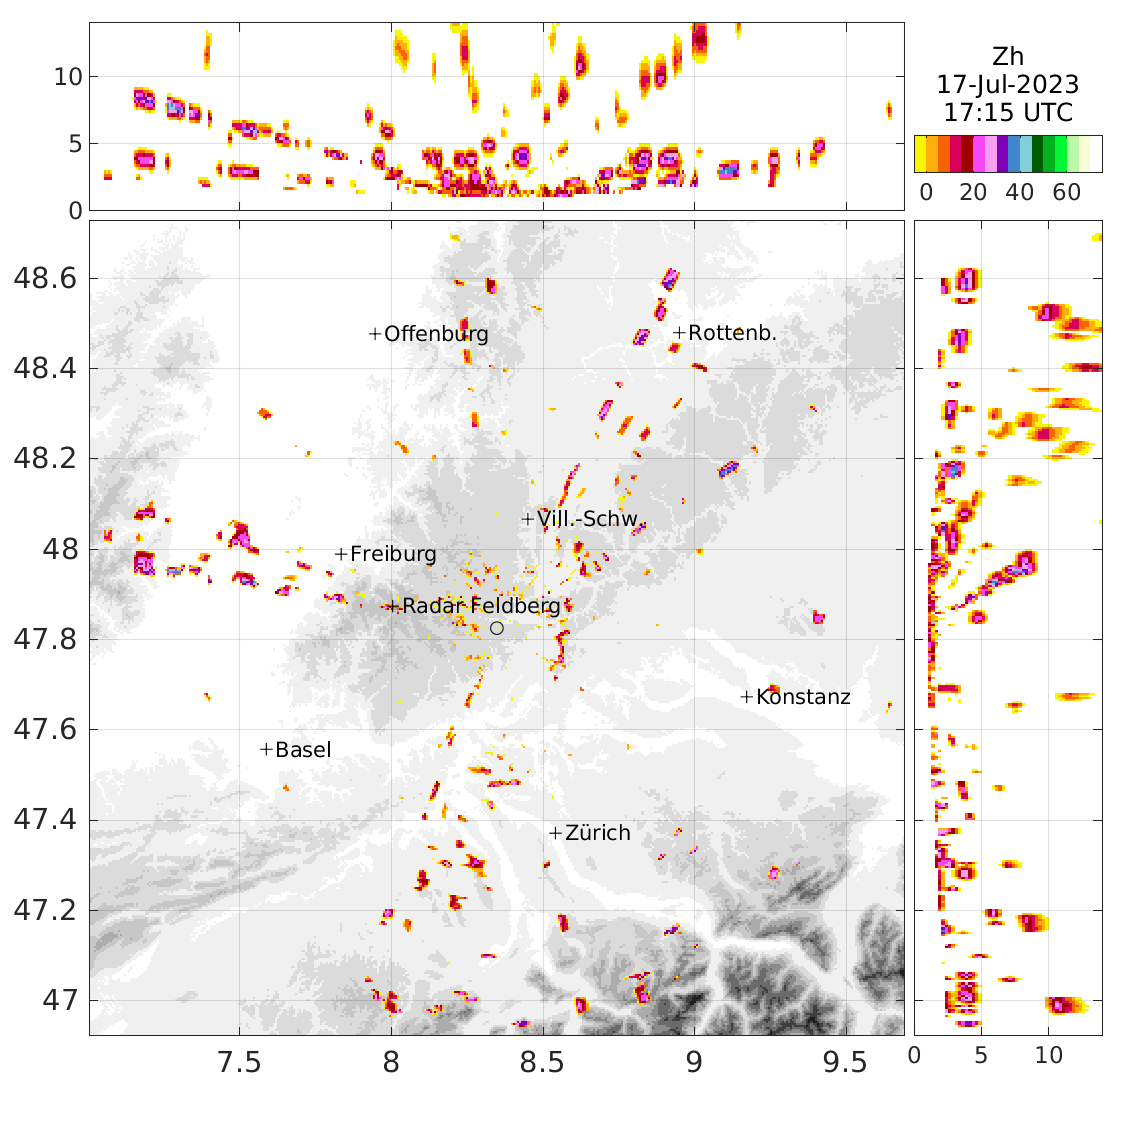 Zh
17-Jul-2023
17:15 UTC
0 20 40 60
10
5
0
48.6
48.4
48.2
48
47.8
47.6
47.4
47.2
47
+Offenburg
+Rottenb.
+Vill.-Schw.
+Freiburg
+Radar Feldberg
+Konstanz
+Basel
+Zürich
7.5 8 8.5 9 9.5
0 5 10